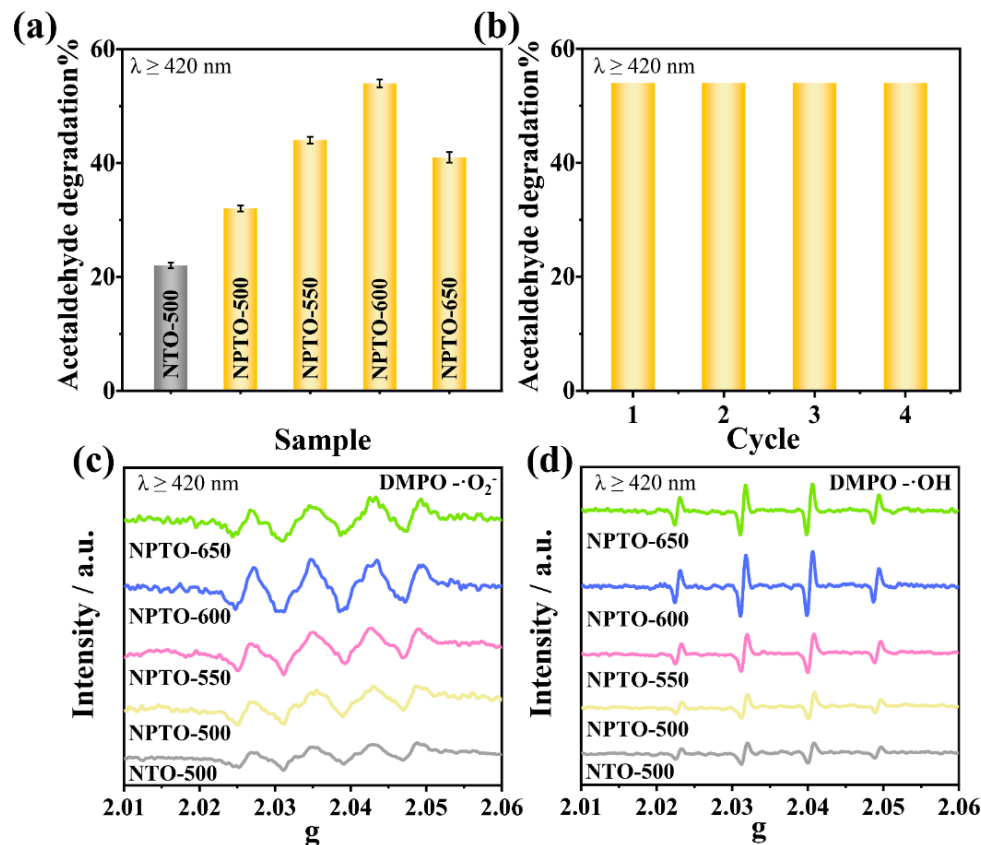 (a)
λ ≥ 420 nm
Acetaldehyde degradation%
60
40
20
0
NTO-500
NPTO-500
NPTO-550
NPTO-600
NPTO-650
Sample
(b)
λ ≥ 420 nm
Acetaldehyde degradation%
60
40
20
0
1 2 3 4
Cycle
(c)
λ ≥ 420 nm
DMPO -·O₂⁻
Intensity / a.u.
NPTO-650
NPTO-600
NPTO-550
NPTO-500
NTO-500
2.01 2.02 2.03 2.04 2.05 2.06
g
(d)
λ ≥ 420 nm
DMPO -·OH
Intensity / a.u.
NPTO-650
NPTO-600
NPTO-550
NPTO-500
NTO-500
2.01 2.02 2.03 2.04 2.05 2.06
g